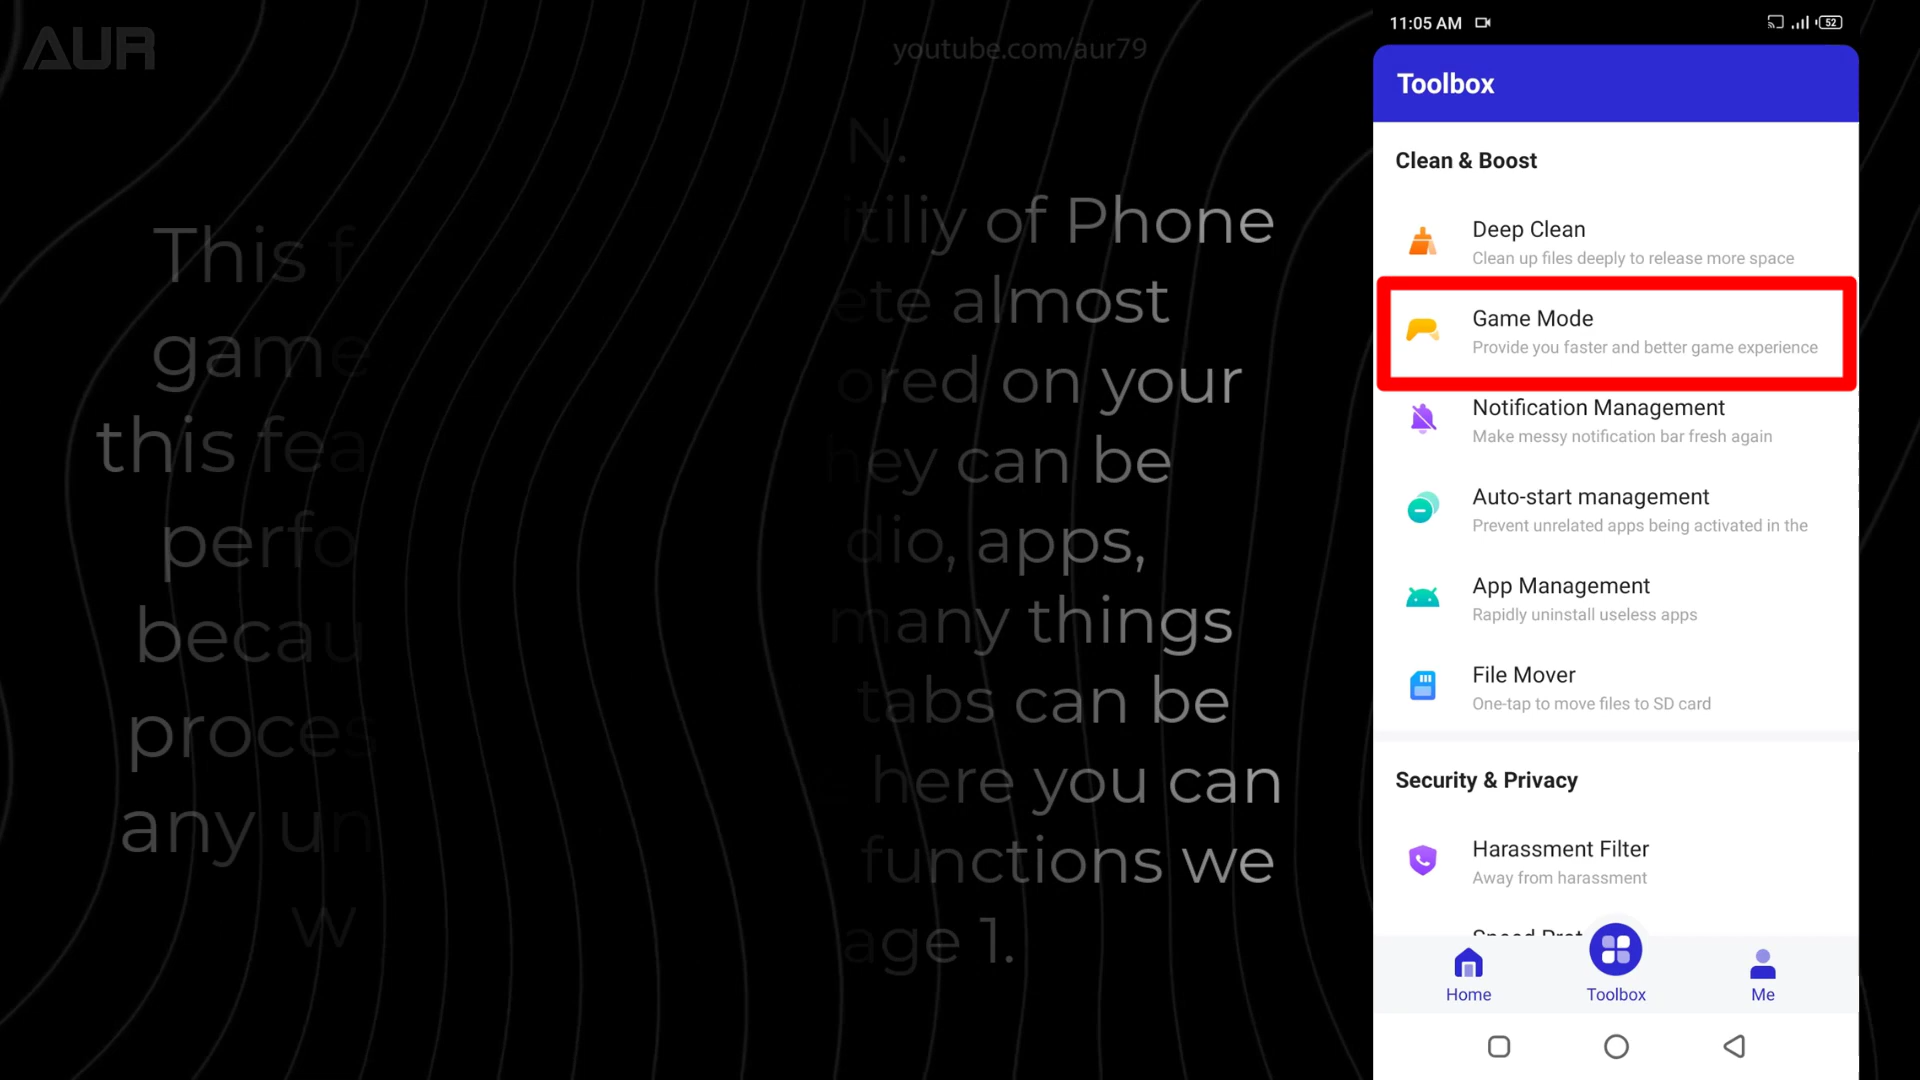 AUR
youtube.com/aur79
This f
game
this fea
perfo
becau
proces
any un
w
N.
itiliy of Phone
ete almost
ored on your
hey can be
dio, apps,
many things
tabs can be
here you can
functions we
age 1.
11:05 AM
52
Toolbox
Clean & Boost
Deep Clean
Clean up files deeply to release more space
Game Mode
Provide you faster and better game experience
Notification Management
Make messy notification bar fresh again
Auto-start management
Prevent unrelated apps being activated in the
App Management
Rapidly uninstall useless apps
File Mover
One-tap to move files to SD card
Security & Privacy
Harassment Filter
Away from harassment
Home
Toolbox
Me